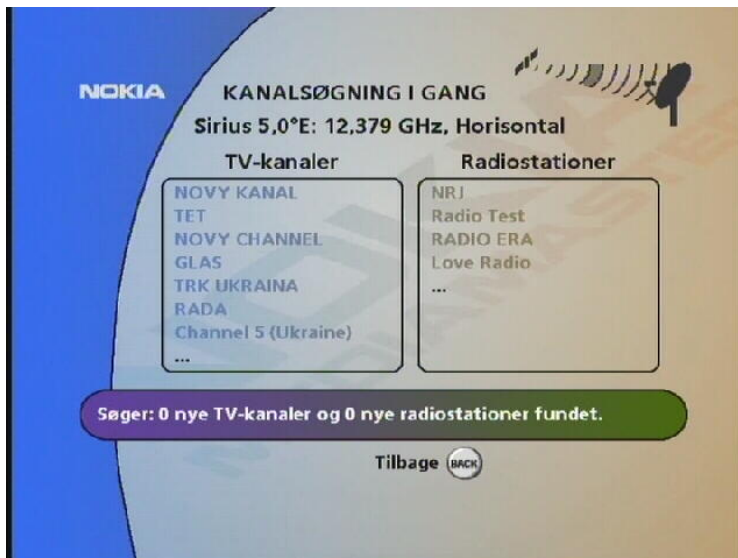 NOKIA
KANALSØGNING I GANG
Sirius 5,0°E: 12,379 GHz, Horisontal
TV-kanaler
NOVY KANAL
TET
NOVY CHANNEL
GLAS
TRK UKRAINA
RADA
Channel 5 (Ukraine)
...
Radiostationer
NRJ
Radio Test
RADIO ERA
Love Radio
...
Søger: 0 nye TV-kanaler og 0 nye radiostationer fundet.
Tilbage BACK
NOKIA
MEDIAMASTER